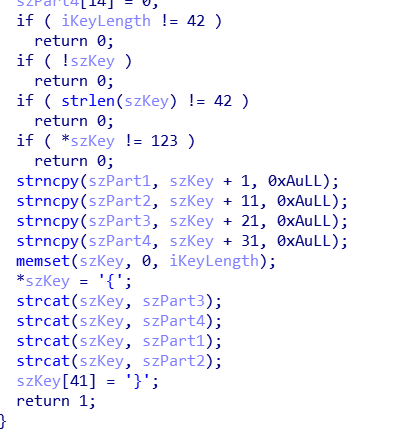 szPart4[14] = 0;
if ( iKeyLength != 42 )
return 0;
if ( !szKey )
return 0;
if ( strlen(szKey) != 42 )
return 0;
if ( *szKey != 123 )
return 0;
strncpy(szPart1, szKey + 1, 0xAuLL);
strncpy(szPart2, szKey + 11, 0xAuLL);
strncpy(szPart3, szKey + 21, 0xAuLL);
strncpy(szPart4, szKey + 31, 0xAuLL);
memset(szKey, 0, iKeyLength);
*szKey = '{';
strcat(szKey, szPart3);
strcat(szKey, szPart4);
strcat(szKey, szPart1);
strcat(szKey, szPart2);
szKey[41] = '}';
return 1;
}